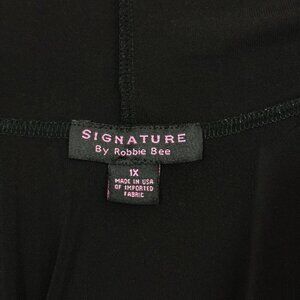 SIGNATURE
By Robbie Bee
1X
MADE IN USA
OF IMPORTED
FABRIC